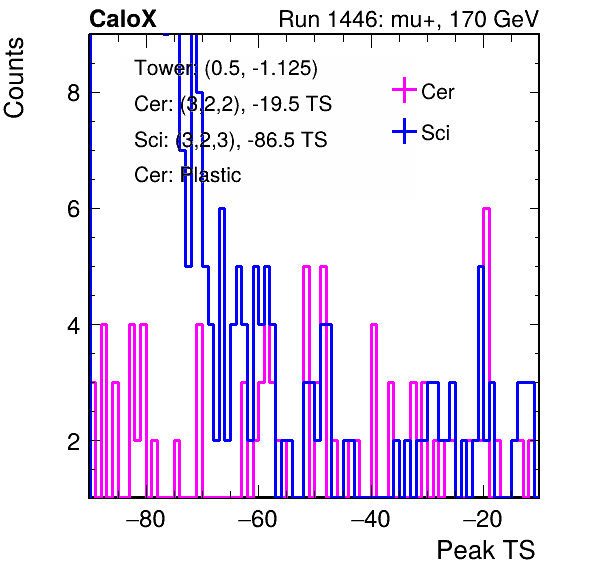 CaloX Run 1446: mu+, 170 GeV
Counts
Tower: (0.5, -1.125)
Cer: (3,2,2), -19.5 TS
Sci: (3,2,3), -86.5 TS
Cer: Plastic
Cer
Sci
8
6
4
2
−80 −60 −40 −20
Peak TS